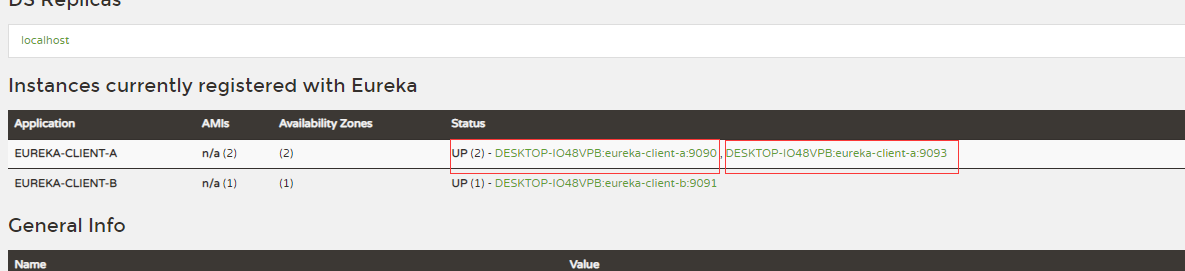 DS Replicas
localhost
Instances currently registered with Eureka
Application AMIs Availability Zones Status
EUREKA-CLIENT-A n/a (2) (2) UP (2) - DESKTOP-IO48VPB:eureka-client-a:9090 , DESKTOP-IO48VPB:eureka-client-a:9093
EUREKA-CLIENT-B n/a (1) (1) UP (1) - DESKTOP-IO48VPB:eureka-client-b:9091
General Info
Name Value